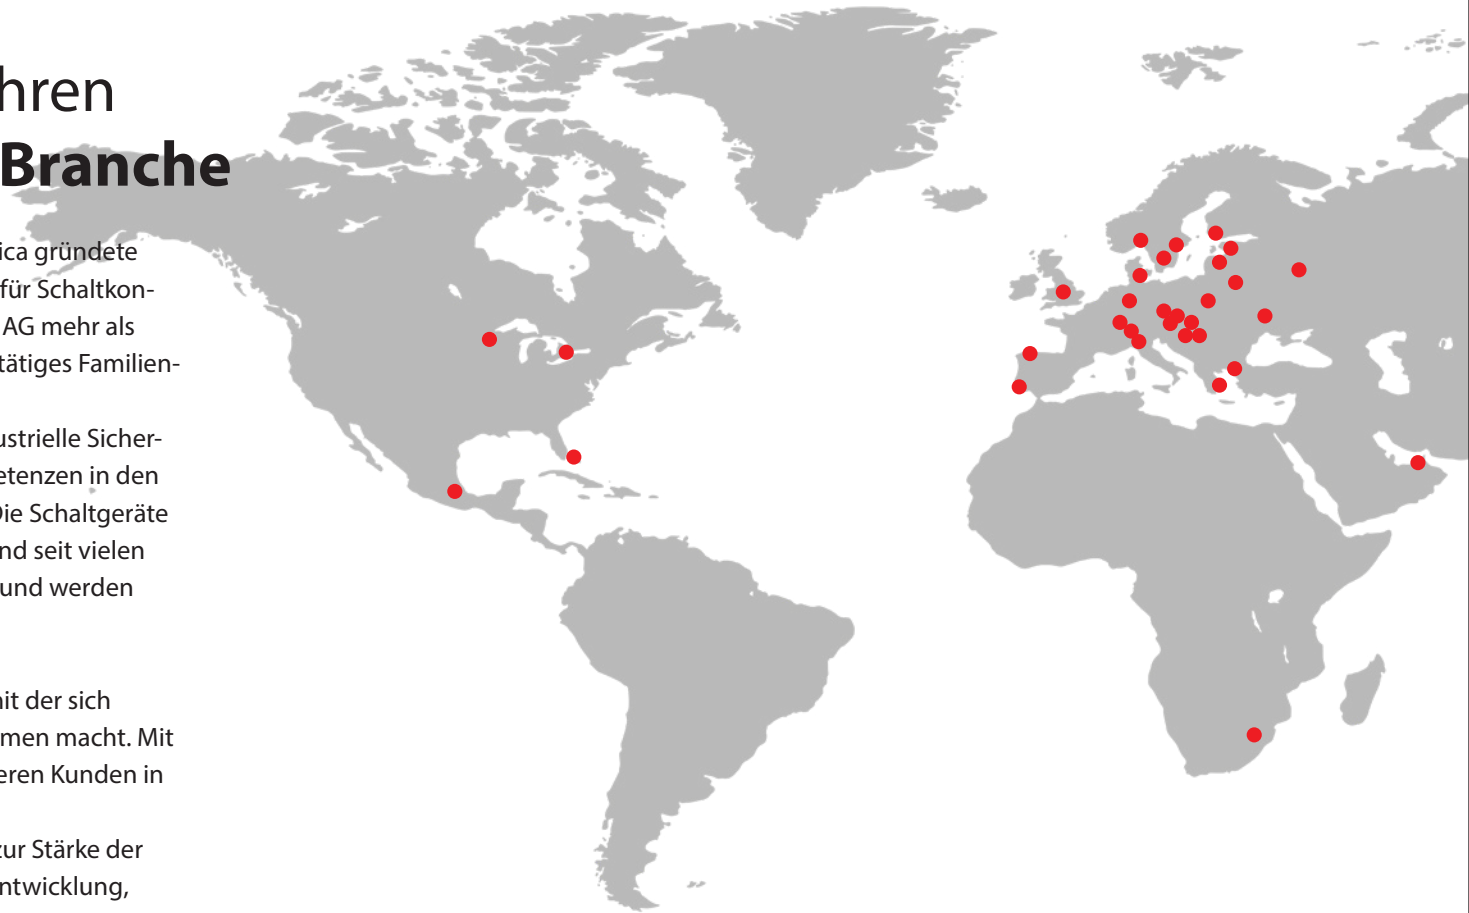 hren
Branche
ica gründete
für Schaltkon-
AG mehr als
tätiges Familien-
ustrielle Sicher-
etenzen in den
Die Schaltgeräte
nd seit vielen
und werden
it der sich
men macht. Mit
eren Kunden in
zur Stärke der
ntwicklung,